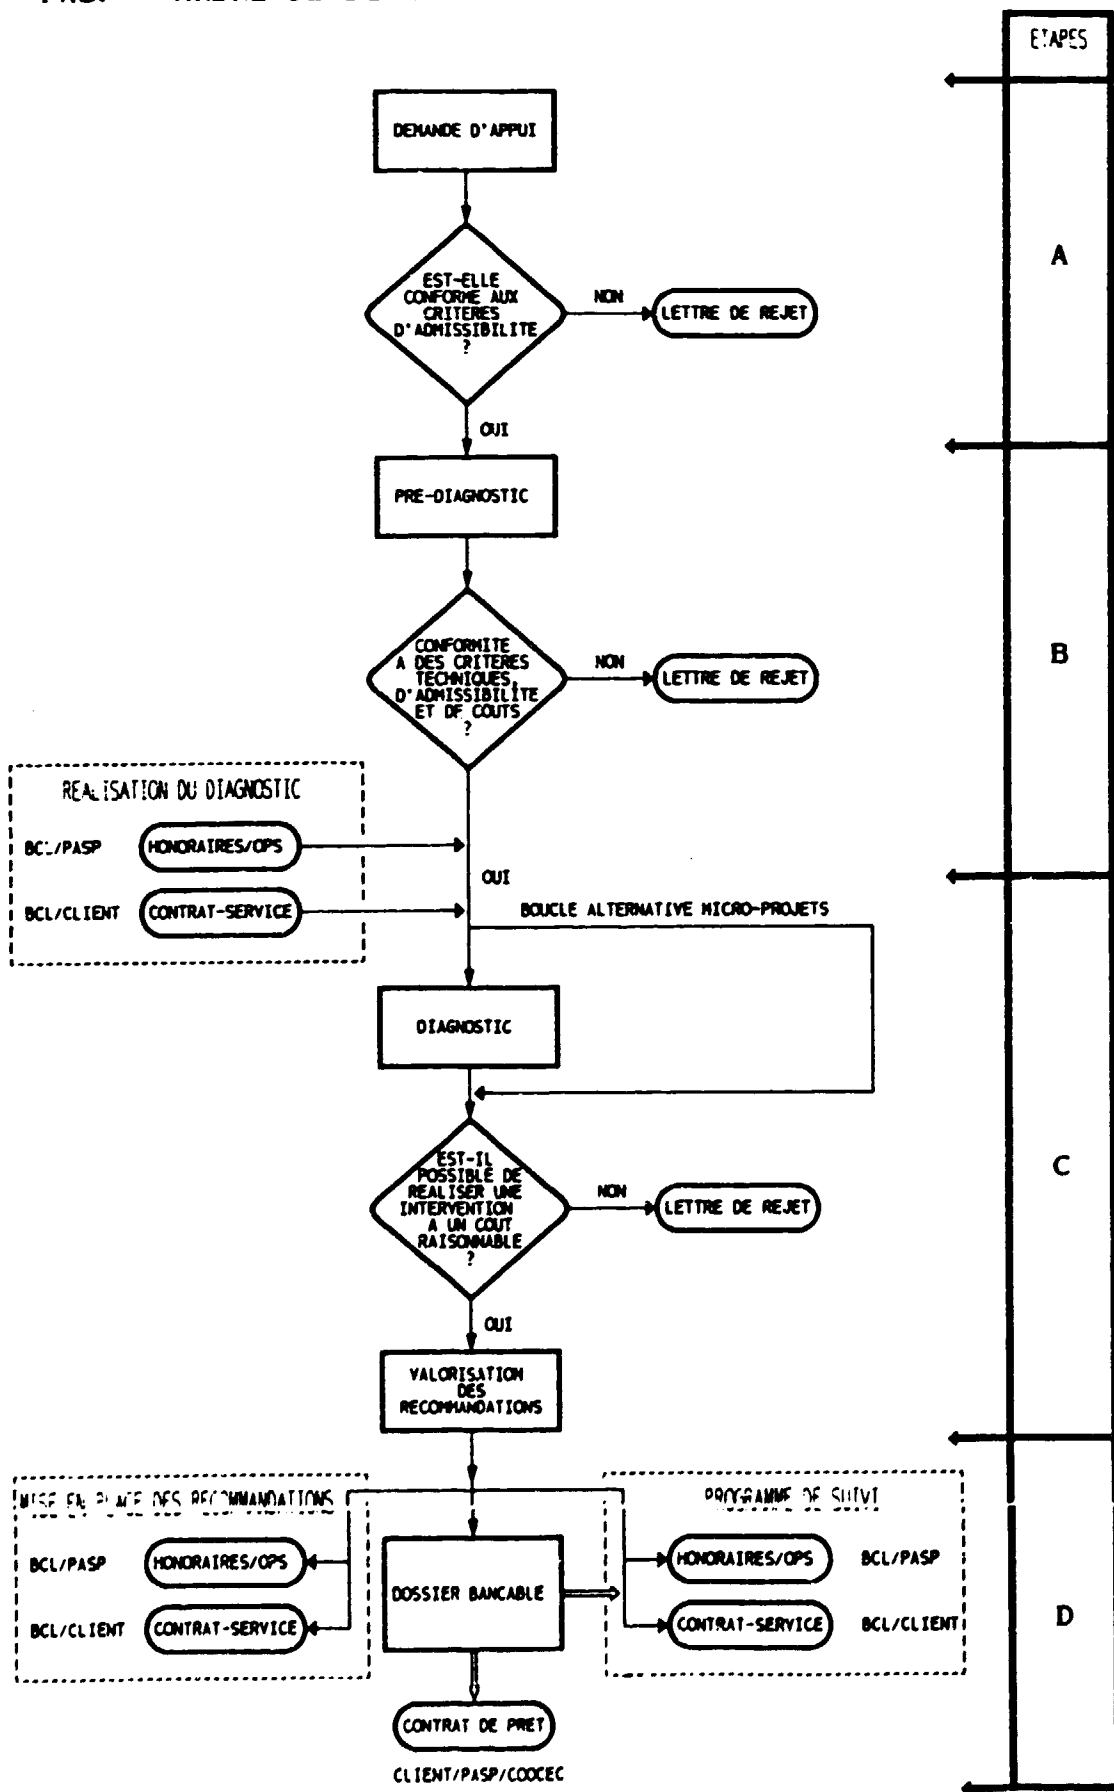 ETAPES
DEMANDE D'APPUI
A
EST-ELLE
CONFORME AUX
CRITERES
D'ADMISSIBILITE
?
NON
LETTRE DE REJET
OUI
PRE-DIAGNOSTIC
B
CONFORMITE
A DES CRITERES
TECHNIQUES,
D'ADMISSIBILITE
ET DE COUTS
?
NON
LETTRE DE REJET
REALISATION DU DIAGNOSTIC
BCL/PASP
HONORAIRES/OPS
OUI
BCL/CLIENT
CONTRAT-SERVICE
BOUCLE ALTERNATIVE MICRO-PROJETS
DIAGNOSTIC
C
EST-IL
POSSIBLE DE
REALISER UNE
INTERVENTION
A UN COUT
RAISONNABLE
?
NON
LETTRE DE REJET
OUI
VALORISATION
DES
RECOMMANDATIONS
MISE EN PLACE DES RECOMMANDATIONS
PROGRAMME DE SUIVI
BCL/PASP
HONORAIRES/OPS
DOSSIER BANCABLE
HONORAIRES/OPS
BCL/PASP
BCL/CLIENT
CONTRAT-SERVICE
CONTRAT-SERVICE
BCL/CLIENT
D
CONTRAT DE PRET
CLIENT/PASP/COOCEC